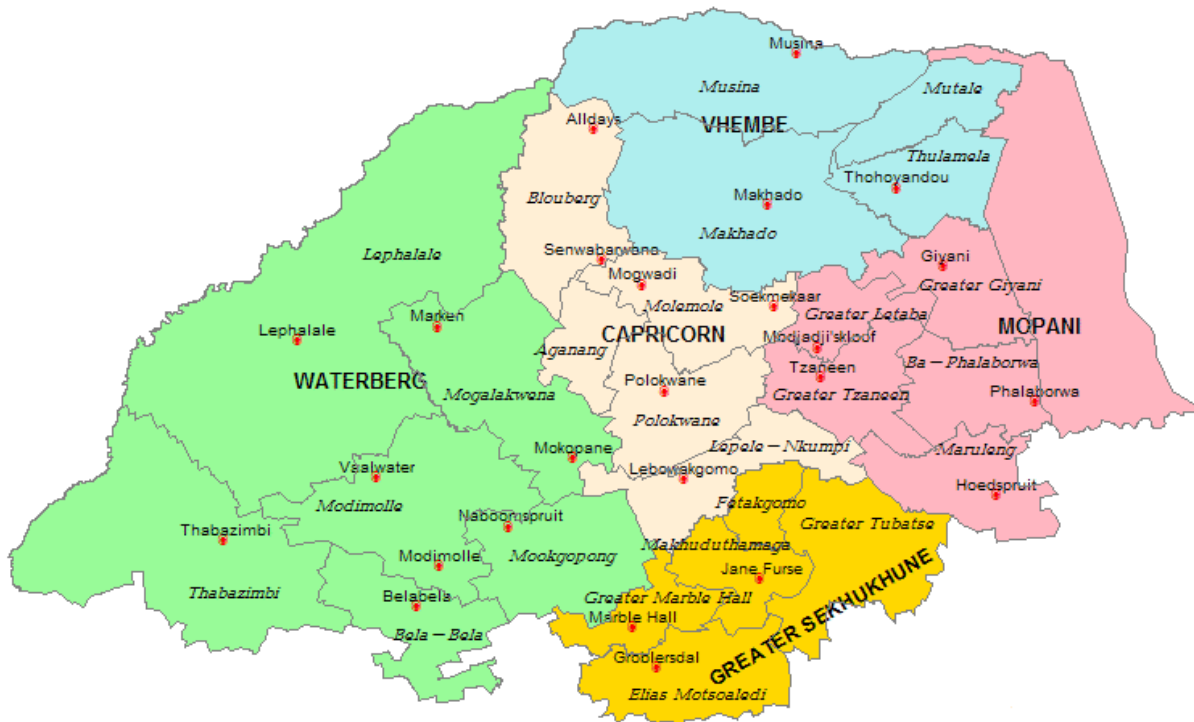 Musina
Musina
Mutale
Alldays
VHEMBE
Thulamela
Thohoyandou
Blouberg
Makhado
Makhado
Senwabarwana
Lephalale
Giyani
Mogwadi
Greater Giyani
Molemole
Soekmekaar
Greater Letaba
Marken
MOPANI
Lephalale
CAPRICORN
Modjadji'skloof
Aganang
Ba-Phalaborwa
Tzaneen
WATERBERG
Polokwane
Mogalakwena
Greater Tzaneen
Phalaborwa
Polokwane
Lepele-Nkumpi
Mokopane
Maruleng
Vaalwater
Lebowakgomo
Hoedspruit
Modimolle
Fetakgomo
Naboomspruit
Greater Tubatse
Thabazimbi
Makhuduthamaga
Modimolle
Mookgopong
Jane Furse
Thabazimbi
Belabela
Greater Marble Hall
Marble Hall
Bela-Bela
GREATER SEKHUKHUNE
Groblersdal
Elias Motsoaledi